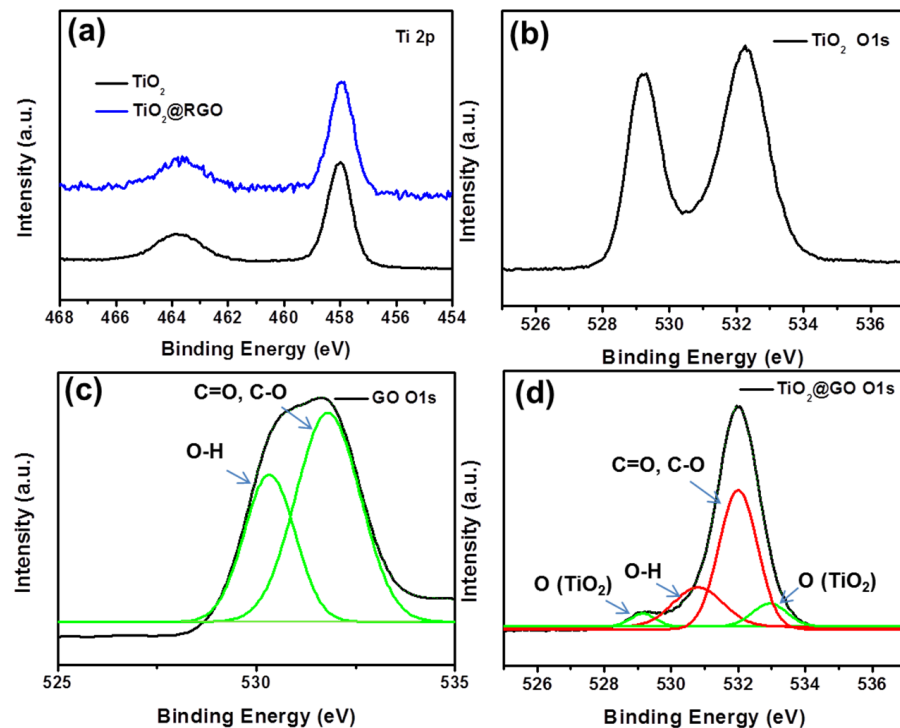 (a)
Ti 2p
TiO₂
TiO₂@RGO
Intensity (a.u.)
468 466 464 462 460 458 456 454
Binding Energy (eV)
(b)
TiO₂ O1s
Intensity (a.u.)
526 528 530 532 534 536
Binding Energy (eV)
(c)
C=O, C-O
GO O1s
O-H
Intensity (a.u.)
525 530 535
Binding Energy (eV)
(d)
TiO₂@GO O1s
C=O, C-O
O-H
O (TiO₂)
O (TiO₂)
Intensity (a.u.)
526 528 530 532 534 536
Binding Energy (eV)